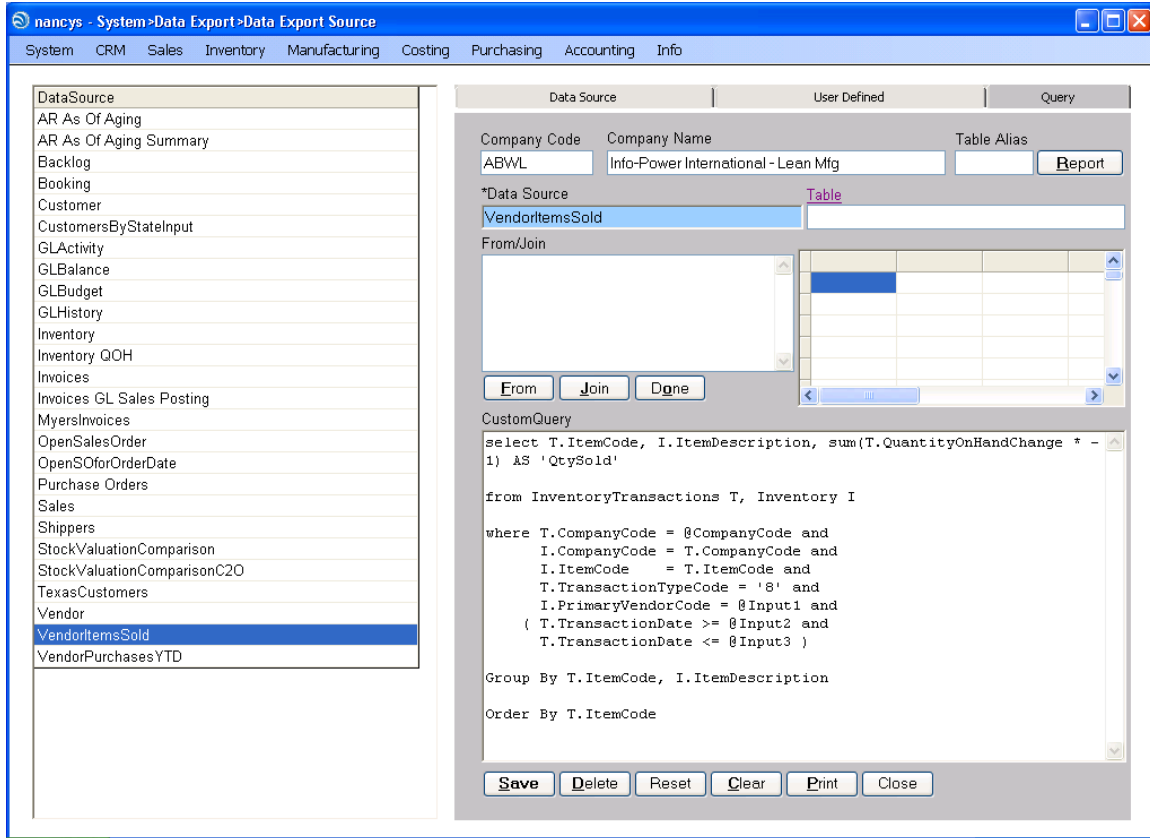 nancys - System>Data Export>Data Export Source
System CRM Sales Inventory Manufacturing Costing Purchasing Accounting Info
DataSource
AR As Of Aging
AR As Of Aging Summary
Backlog
Booking
Customer
CustomersByStateInput
GLActivity
GLBalance
GLBudget
GLHistory
Inventory
Inventory QOH
Invoices
Invoices GL Sales Posting
MyersInvoices
OpenSalesOrder
OpenSOforOrderDate
Purchase Orders
Sales
Shippers
StockValuationComparison
StockValuationComparisonC2O
TexasCustomers
Vendor
VendorItemsSold
VendorPurchasesYTD
Data Source User Defined Query
Company Code Company Name Table Alias
ABWL Info-Power International - Lean Mfg Report
*Data Source Table
VendorItemsSold
From/Join
From Join Done
CustomQuery
select T.ItemCode, I.ItemDescription, sum(T.QuantityOnHandChange * -
1) AS 'QtySold'
from InventoryTransactions T, Inventory I
where T.CompanyCode = @CompanyCode and
I.CompanyCode = T.CompanyCode and
I.ItemCode = T.ItemCode and
T.TransactionTypeCode = '8' and
I.PrimaryVendorCode = @Input1 and
( T.TransactionDate >= @Input2 and
T.TransactionDate <= @Input3 )
Group By T.ItemCode, I.ItemDescription
Order By T.ItemCode
Save Delete Reset Clear Print Close